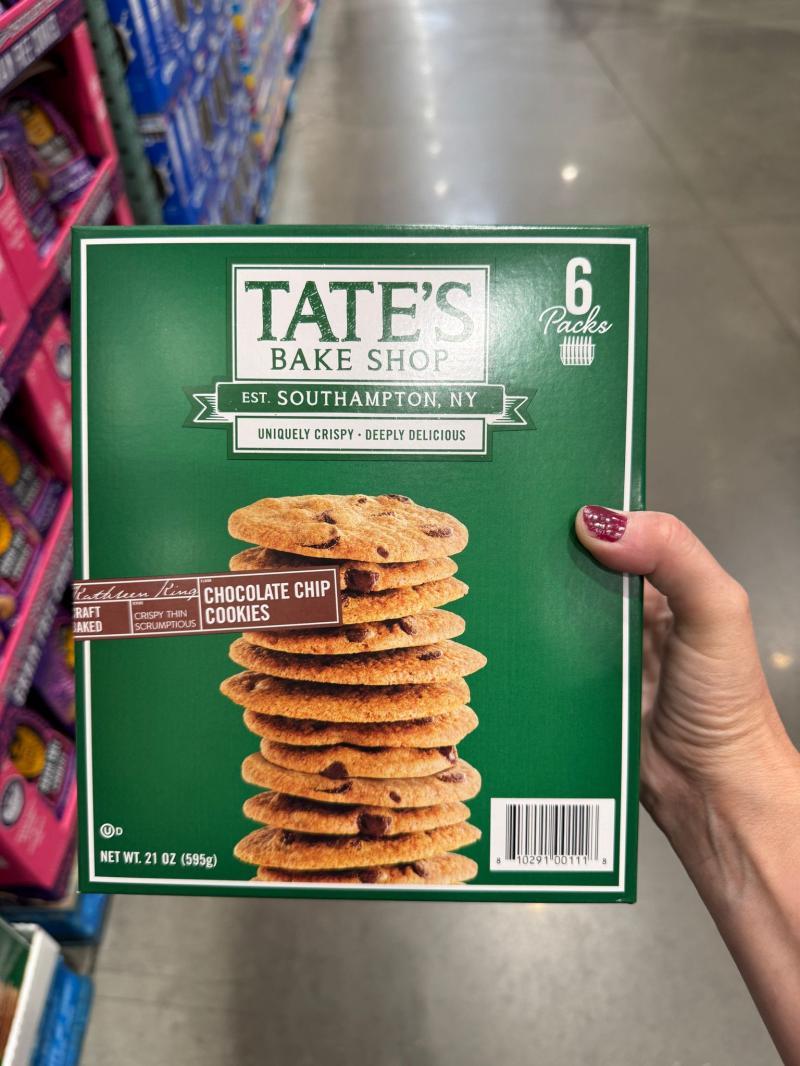 TATE'S
BAKE SHOP
EST. SOUTHAMPTON, NY
UNIQUELY CRISPY • DEEPLY DELICIOUS
6
Packs
Kathleen King
CRAFT
BAKED
CRISPY THIN
SCRUMPTIOUS
CHOCOLATE CHIP
COOKIES
U D
NET WT. 21 OZ (595g)
8 10291 00111 8